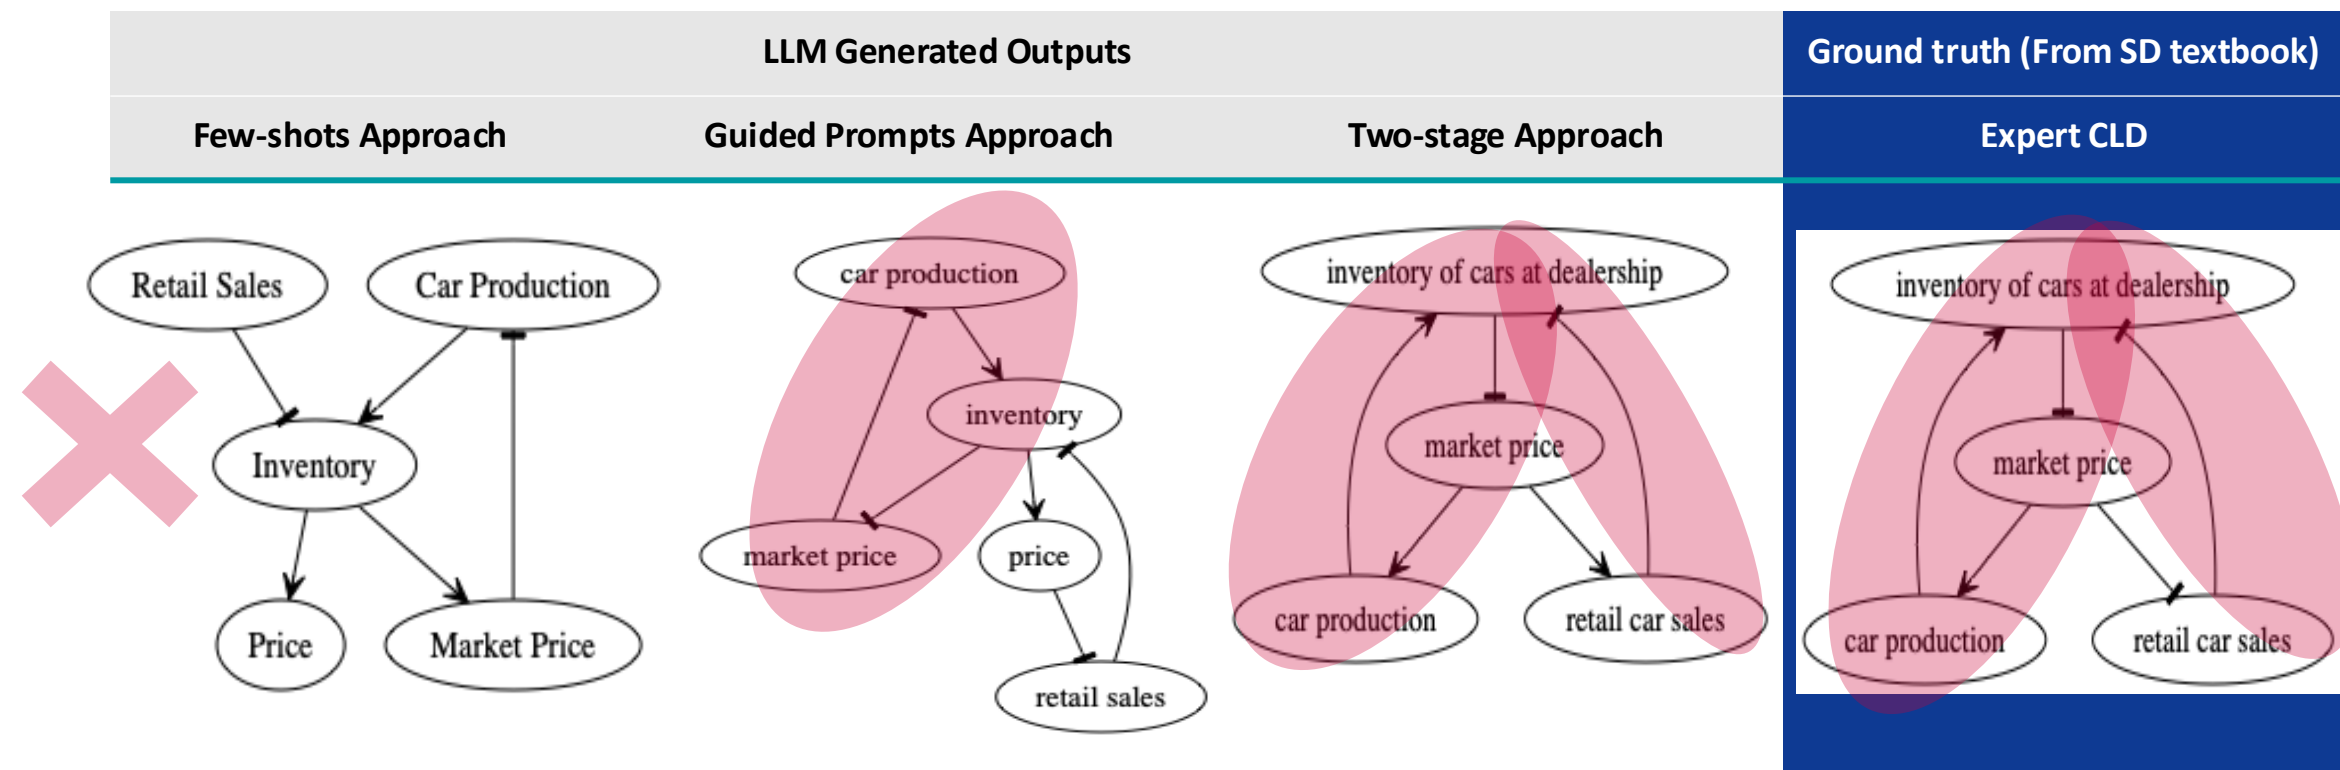 LLM Generated Outputs
Ground truth (From SD textbook)
Few-shots Approach
Guided Prompts Approach
Two-stage Approach
Expert CLD
Retail Sales
Car Production
Inventory
Price
Market Price
car production
inventory
market price
price
retail sales
inventory of cars at dealership
market price
car production
retail car sales
inventory of cars at dealership
market price
car production
retail car sales